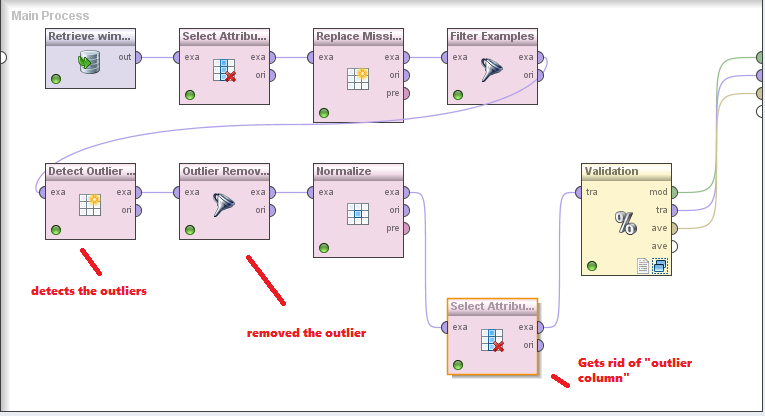 Main Process
Retrieve wim...
Select Attribu...
Replace Missi...
Filter Examples
out
exa
exa
ori
exa
exa
ori
pre
exa
exa
ori
Detect Outlier ...
Outlier Remov...
Normalize
Validation
exa
exa
ori
exa
exa
ori
exa
exa
ori
pre
tra
mod
tra
ave
ave
%
detects the outliers
removed the outlier
Select Attribu...
exa
exa
ori
Gets rid of "outlier
column"